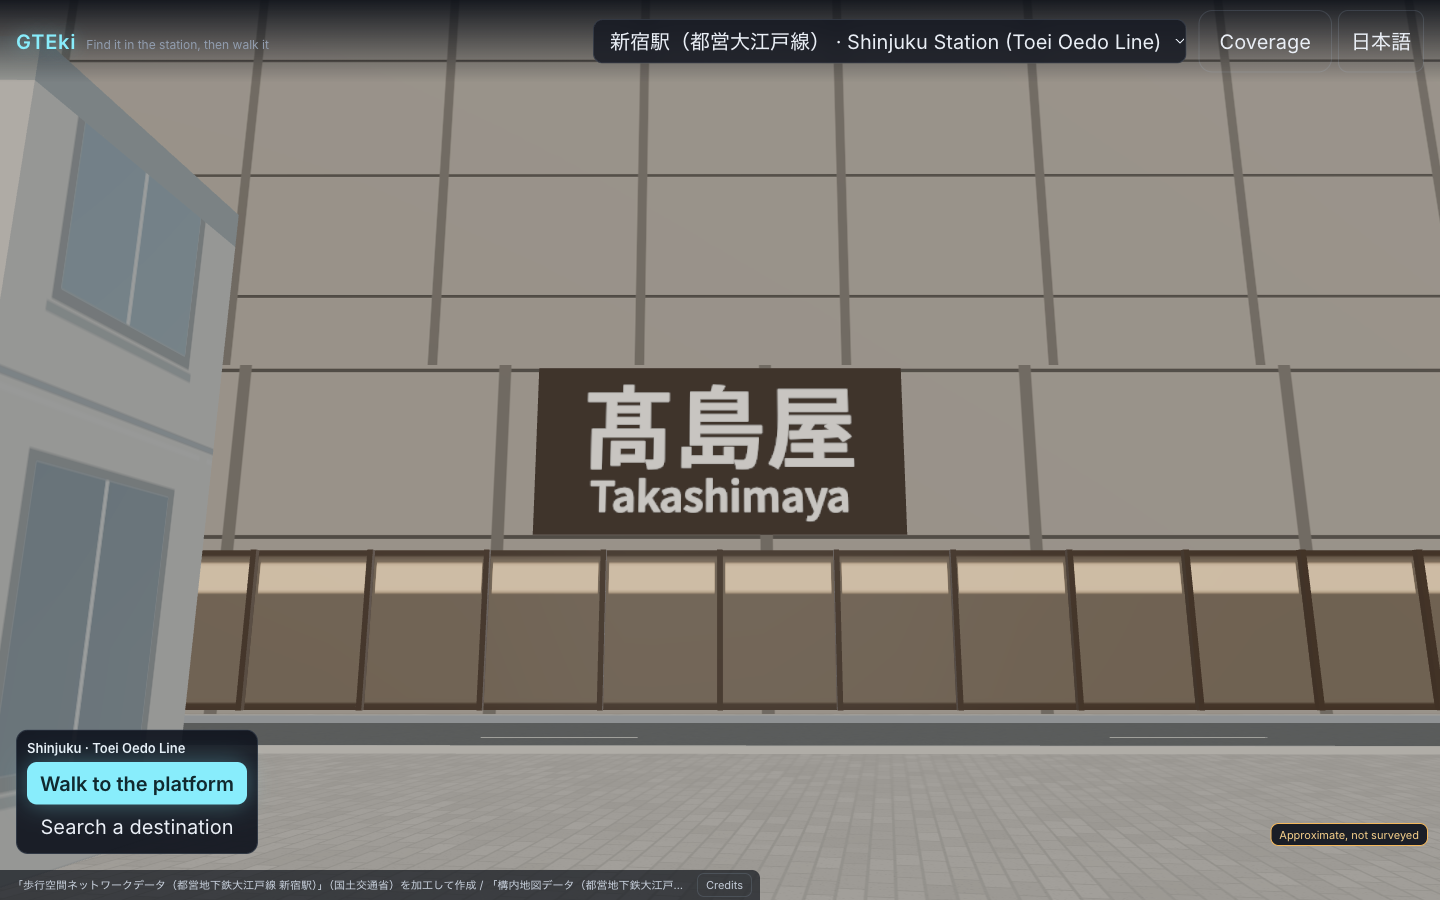 GTEki Find it in the station, then walk it
新宿駅（都営大江戸線） · Shinjuku Station (Toei Oedo Line)
Coverage
日本語
髙島屋
Takashimaya
Shinjuku · Toei Oedo Line
Walk to the platform
Search a destination
Approximate, not surveyed
「歩行空間ネットワークデータ（都営地下鉄大江戸線 新宿駅）」（国土交通省）を加工して作成 / 「構内地図データ（都営地下鉄大江戸...
Credits